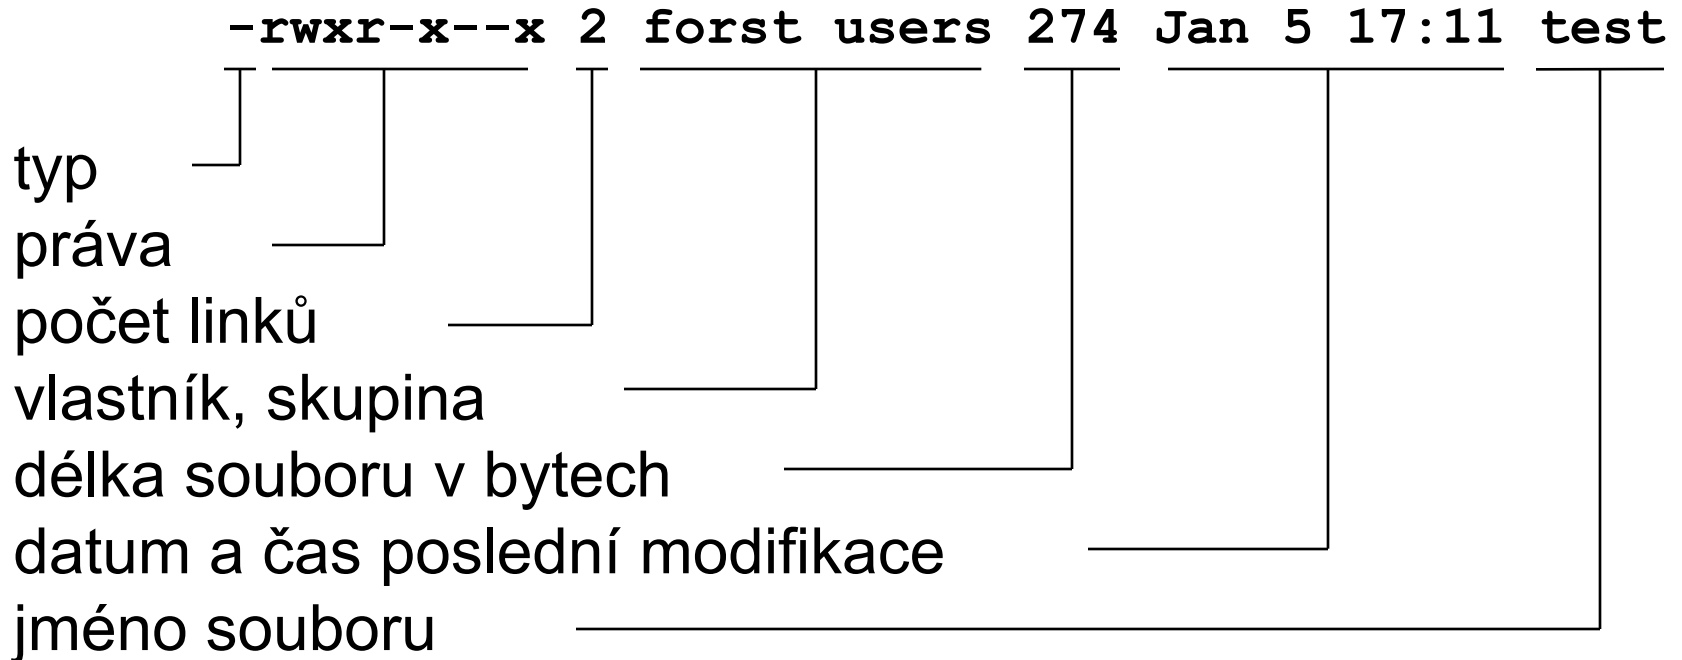 -rwxr-x--x 2 forst users 274 Jan 5 17:11 test
typ
práva
počet linků
vlastník, skupina
délka souboru v bytech
datum a čas poslední modifikace
jméno souboru